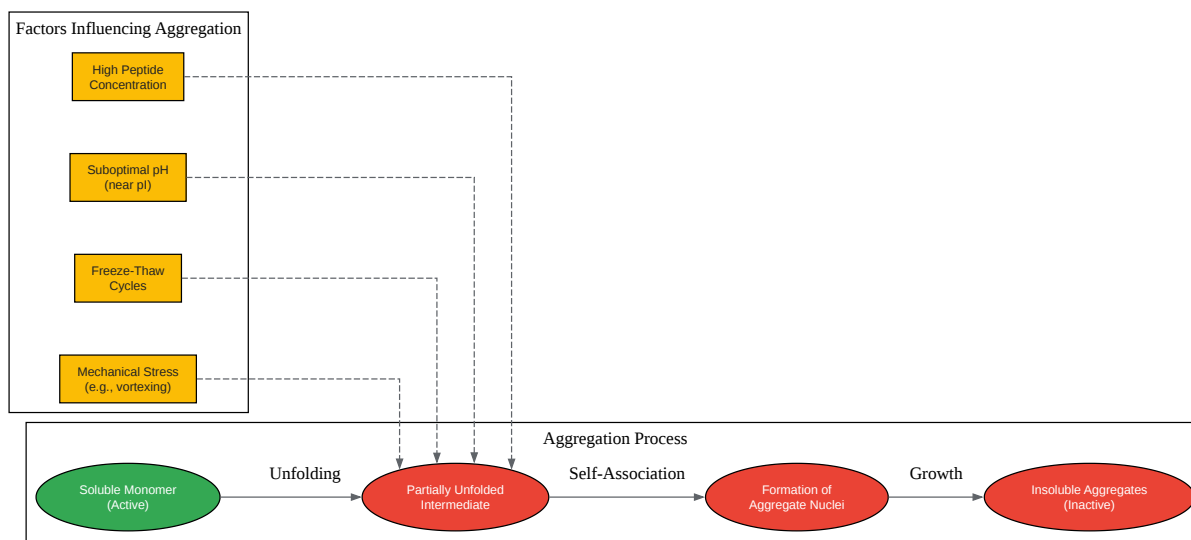 Factors Influencing Aggregation
High Peptide
Concentration
Suboptimal pH
(near pI)
Freeze-Thaw
Cycles
Mechanical Stress
(e.g., vortexing)
Aggregation Process
Soluble Monomer
(Active)
Unfolding
Partially Unfolded
Intermediate
Self-Association
Formation of
Aggregate Nuclei
Growth
Insoluble Aggregates
(Inactive)